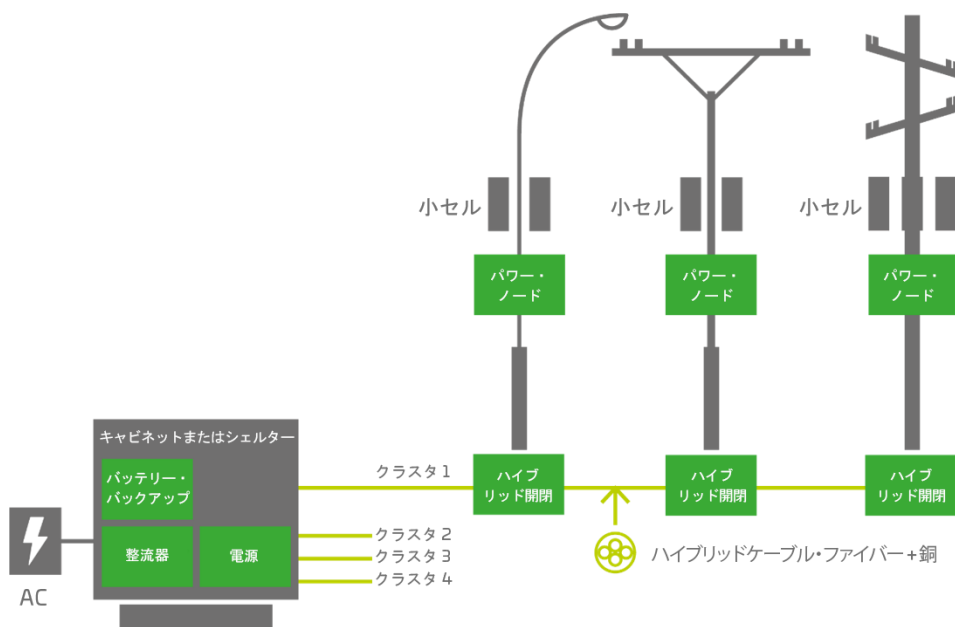 小セル
小セル
小セル
パワー・
ノード
パワー・
ノード
パワー・
ノード
キャビネットまたはシェルター
バッテリー・
バックアップ
整流器
電源
AC
クラスタ1
クラスタ2
クラスタ3
クラスタ4
ハイブ
リッド開閉
ハイブ
リッド開閉
ハイブ
リッド開閉
ハイブリッドケーブル・ファイバー+銅